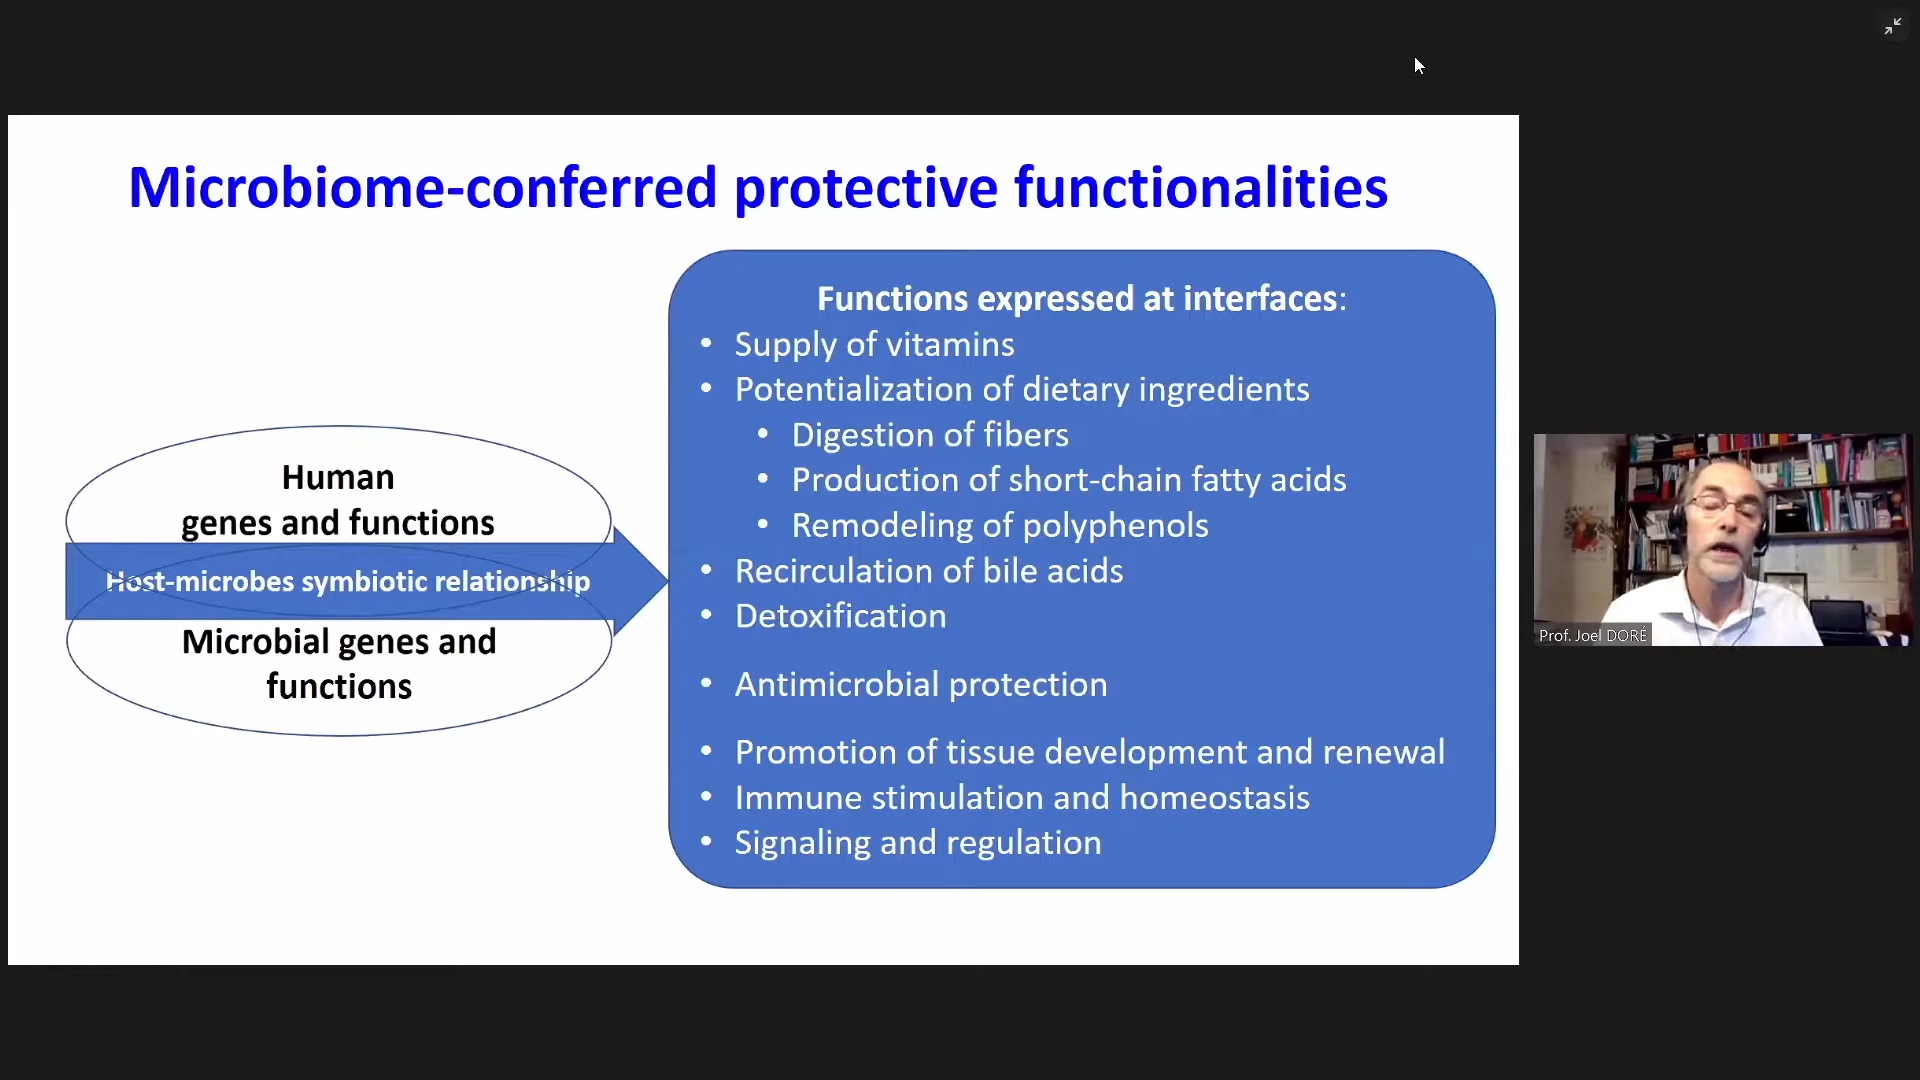 Microbiome-conferred protective functionalities
Human
genes and functions
Host-microbes symbiotic relationship
Microbial genes and
functions
Functions expressed at interfaces:
• Supply of vitamins
• Potentialization of dietary ingredients
• Digestion of fibers
• Production of short-chain fatty acids
• Remodeling of polyphenols
• Recirculation of bile acids
• Detoxification
• Antimicrobial protection
• Promotion of tissue development and renewal
• Immune stimulation and homeostasis
• Signaling and regulation
Prof. Joel DORÉ